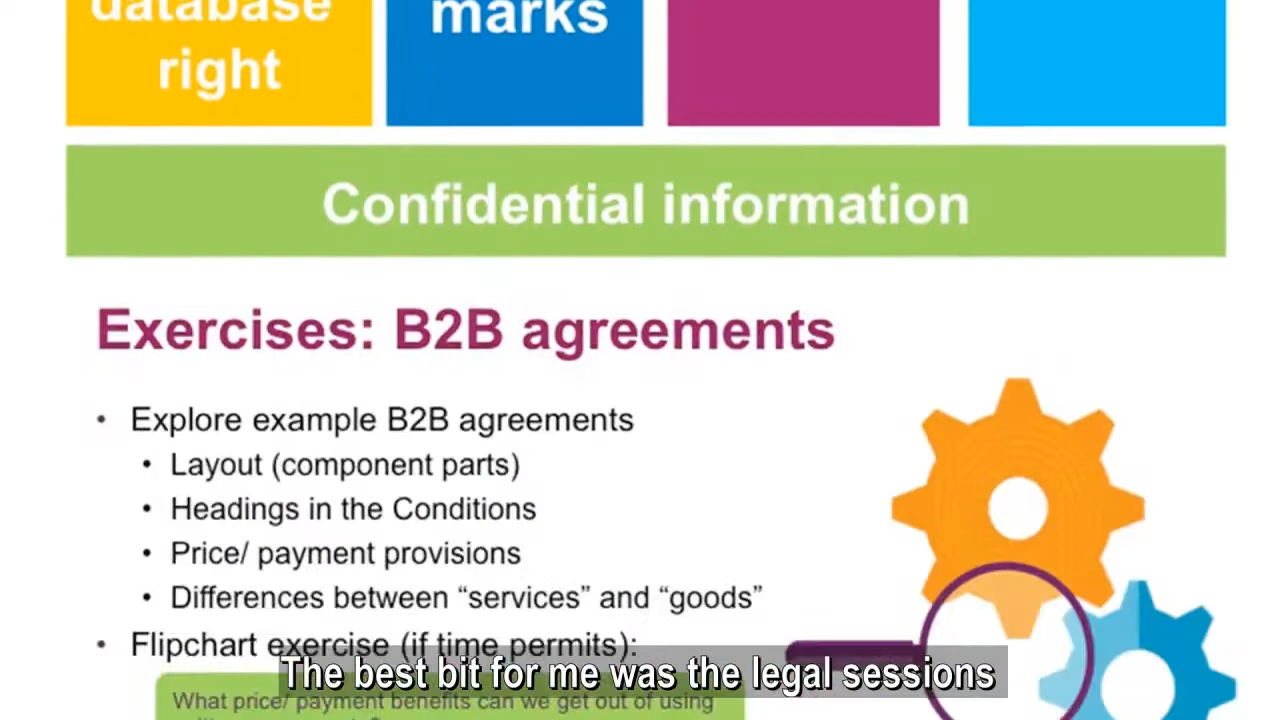 database
right
marks
Confidential information
Exercises: B2B agreements
• Explore example B2B agreements
• Layout (component parts)
• Headings in the Conditions
• Price/ payment provisions
• Differences between “services” and “goods”
• Flipchart exercise (if time permits):
The best bit for me was the legal sessions
What price/ payment benefits can we get out of using